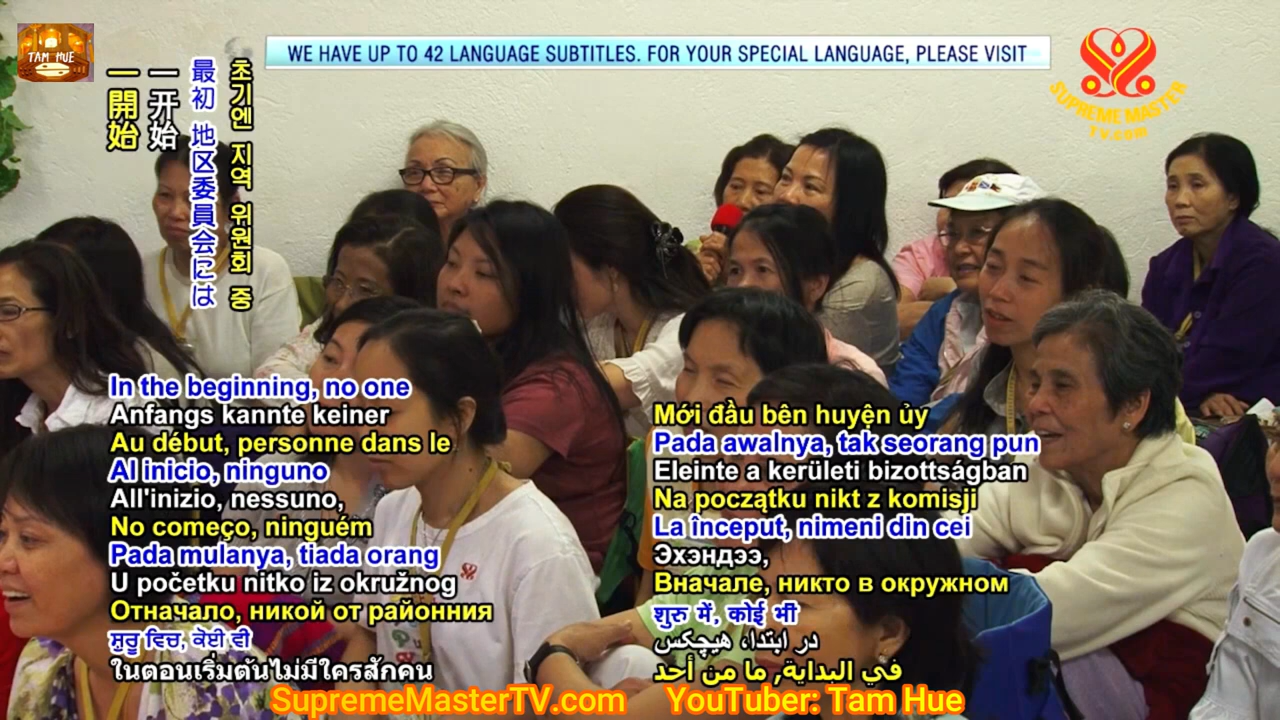 TAM HUE
WE HAVE UP TO 42 LANGUAGE SUBTITLES. FOR YOUR SPECIAL LANGUAGE, PLEASE VISIT
SUPREME MASTER
TV.COM
一開始
一开始
最初 地区委員会には
초기엔 지역 위원회 중
In the beginning, no one
Anfangs kannte keiner
Au début, personne dans le
Al inicio, ninguno
All'inizio, nessuno,
No começo, ninguém
Pada mulanya, tiada orang
U početku nitko iz okružnog
Отначало, никой от районния
ਸ਼ੁਰੂ ਵਿਚ, ਕੋਈ ਵੀ
ในตอนเริ่มต้นไม่มีใครสักคน
Mới đầu bên huyện ủy
Pada awalnya, tak seorang pun
Eleinte a kerületi bizottságban
Na początku nikt z komisji
La început, nimeni din cei
Эхэндээ,
Вначале, никто в окружном
शुरु में, कोई भी
در ابتدا، هیچکس
في البداية, ما من أحد
SupremeMasterTV.com YouTuber: Tam Hue